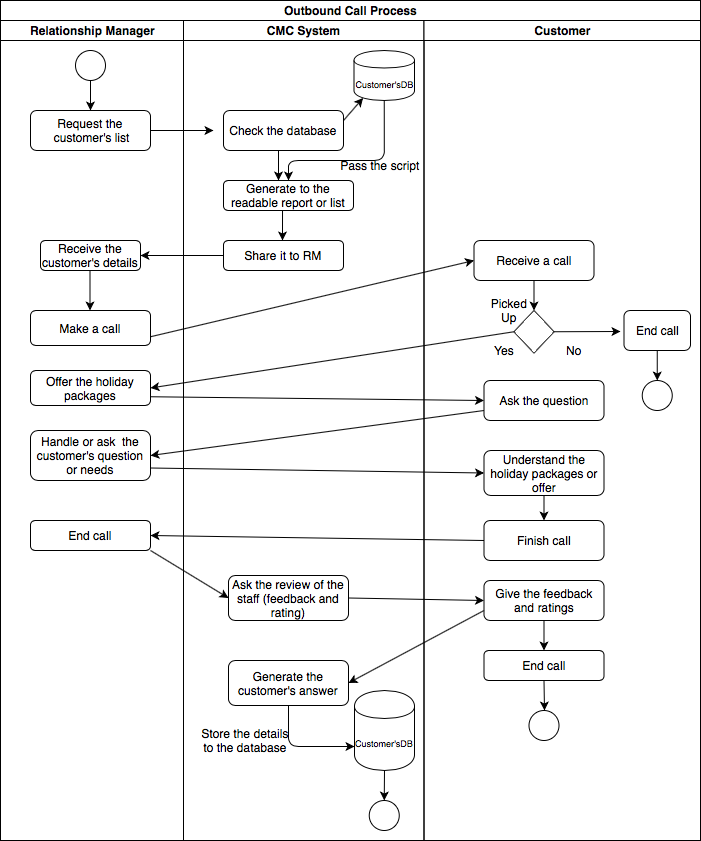 Outbound Call Process
Relationship Manager
CMC System
Customer
Customer'sDB
Request the
customer's list
Check the database
Pass the script
Generate to the
readable report or list
Receive the
customer's details
Share it to RM
Receive a call
Picked
Up
Make a call
End call
Yes
No
Offer the holiday
packages
Ask the question
Handle or ask the
customer's question
or needs
Understand the
holiday packages or
offer
End call
Finish call
Ask the review of the
staff (feedback and
rating)
Give the feedback
and ratings
End call
Generate the
customer's answer
Store the details
to the database
Customer'sDB